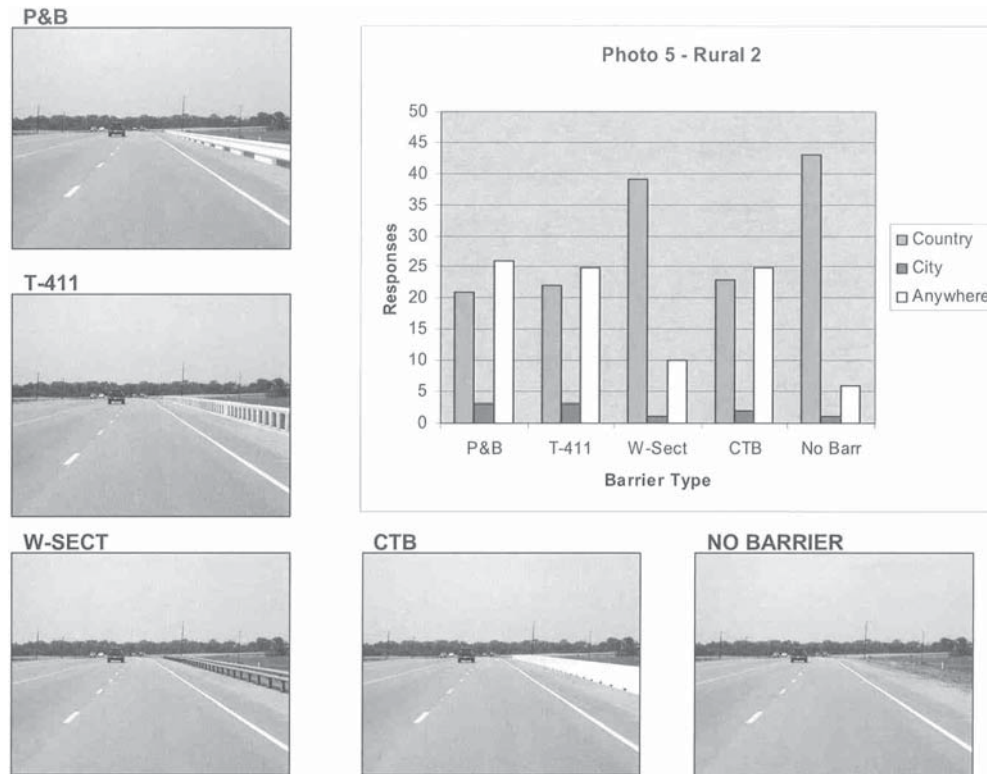 P&B
T-411
W-SECT
CTB
NO BARRIER
Photo 5 - Rural 2
50
45
40
35
30
25
20
15
10
5
0
Responses
P&B T-411 W-Sect CTB No Barr
Barrier Type
Country
City
Anywhere